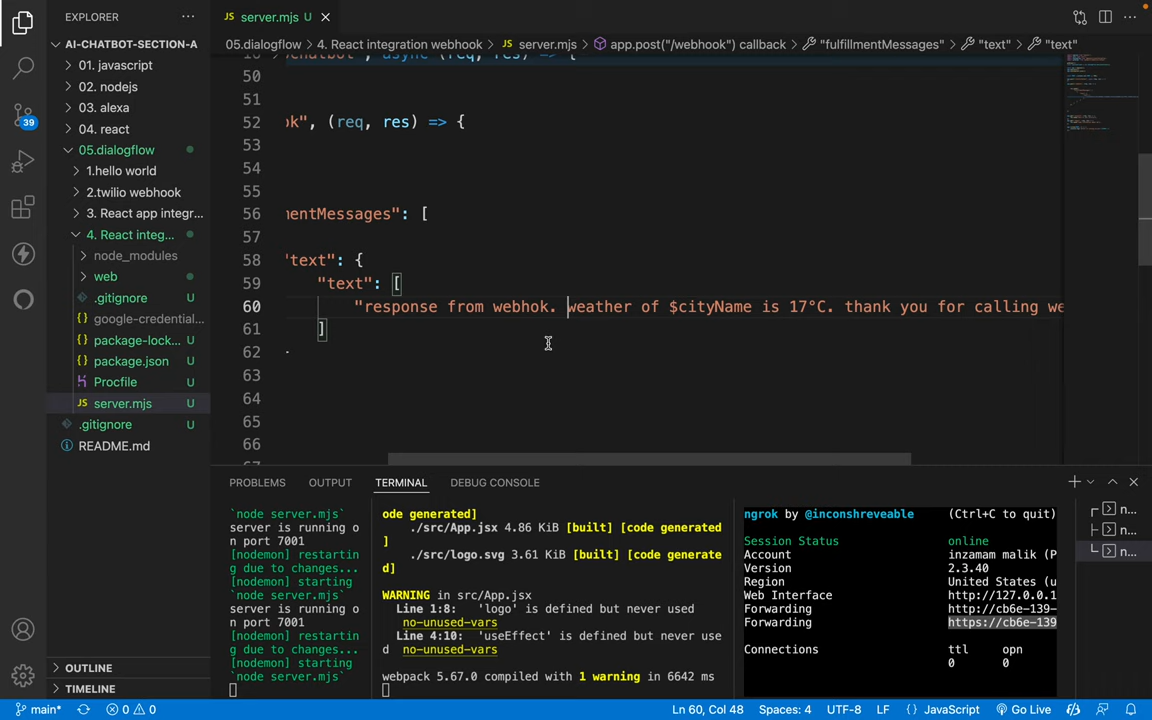 EXPLORER
server.mjs U
AI-CHATBOT-SECTION-A
05.dialogflow > 4. React integration webhook > JS server.mjs > app.post("/webhook") callback > "fulfillmentMessages" > "text" > "text"
01. javascript
02. nodejs
03. alexa
04. react
05.dialogflow
1.hello world
2.twilio webhook
3. React app integr...
4. React integ...
node_modules
web
.gitignore U
google-credential...
package-lock... U
package.json U
Procfile U
JS server.mjs U
.gitignore U
README.md
OUTLINE
TIMELINE
39
50
51
52 ok", (req, res) => {
53
54
55
56 mentMessages": [
57
58 "text": {
59 "text": [
60 "response from webhok. weather of $cityName is 17°C. thank you for calling we
61 ]
62
63
64
65
66
PROBLEMS OUTPUT TERMINAL DEBUG CONSOLE
`node server.mjs`
server is running o
n port 7001
[nodemon] restartin
g due to changes...
[nodemon] starting
`node server.mjs`
server is running o
n port 7001
[nodemon] restartin
g due to changes...
[nodemon] starting
`node server.mjs`
ode generated]
./src/App.jsx 4.86 KiB [built] [code generated
]
./src/logo.svg 3.61 KiB [built] [code generate
d]
WARNING in src/App.jsx
Line 1:8: 'logo' is defined but never used
no-unused-vars
Line 4:10: 'useEffect' is defined but never use
d no-unused-vars
webpack 5.67.0 compiled with 1 warning in 6642 ms
ngrok by @inconshreveable (Ctrl+C to quit)
Session Status online
Account inzamam malik (P
Version 2.3.40
Region United States (u
Web Interface http://127.0.0.1
Forwarding http://cb6e-139-
Forwarding https://cb6e-139
Connections ttl opn
0 0
n...
n...
n...
main* 0 0 Ln 60, Col 48 Spaces: 4 UTF-8 LF {} JavaScript Go Live